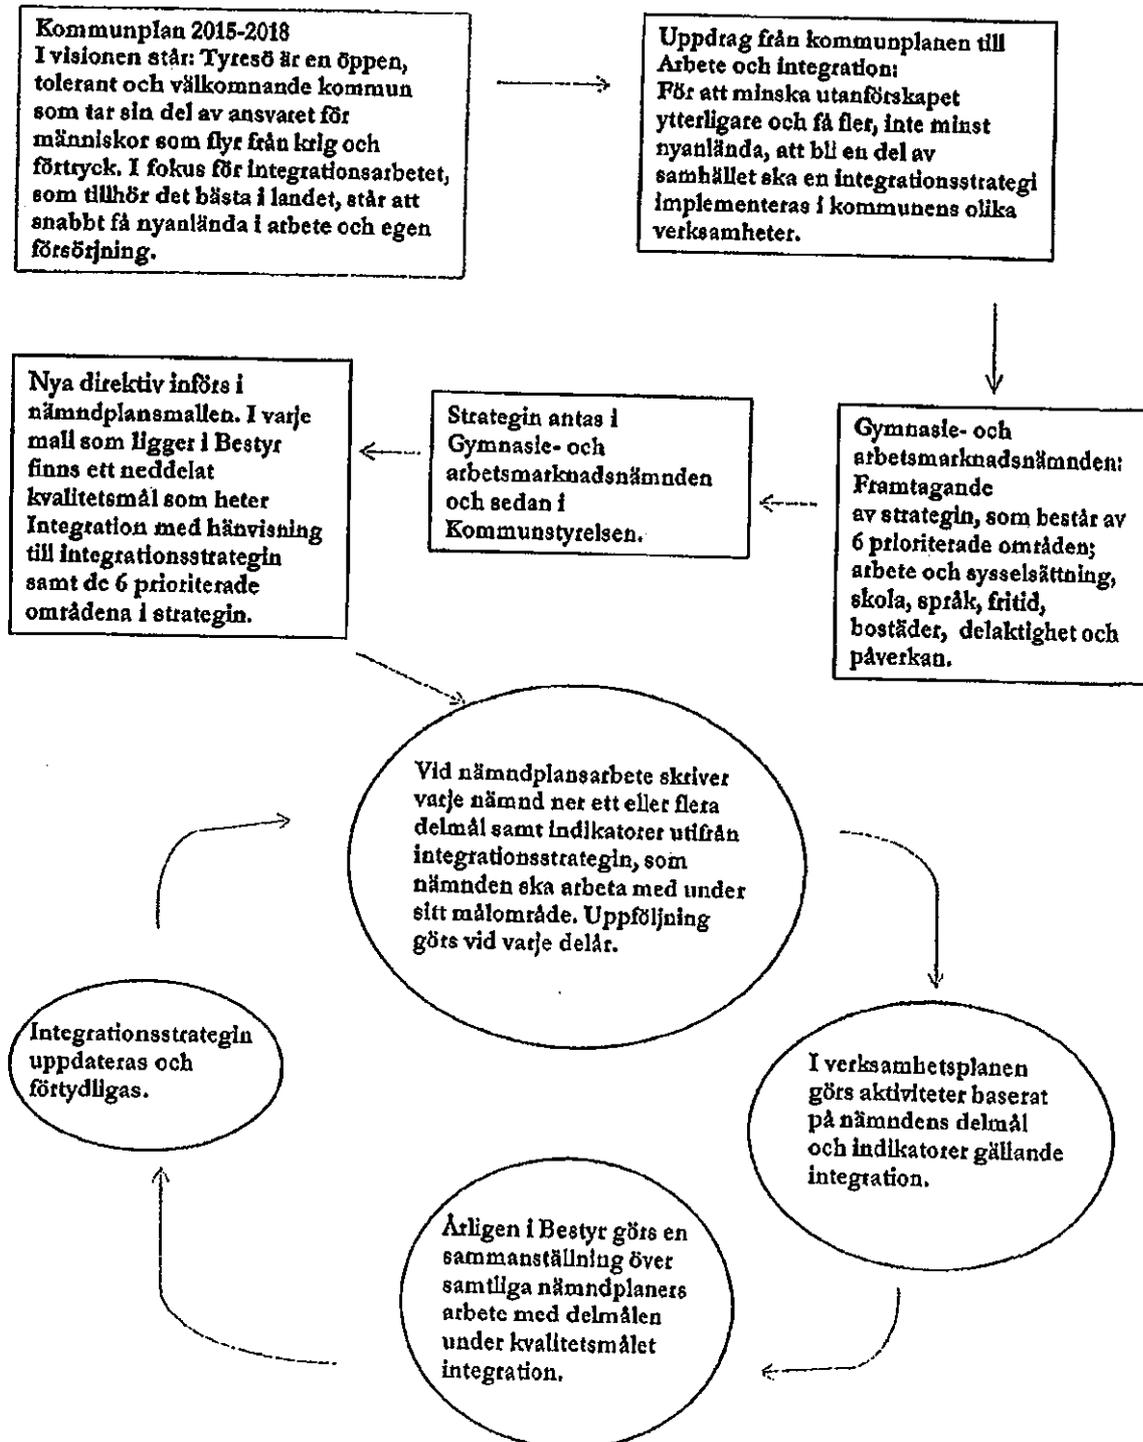 Kommunplan 2015-2018
I visionen står: Tyresö är en öppen,
tolerant och välkomnande kommun
som tar sin del av ansvaret för
människor som flyr från krig och
förtryck. I fokus för integrationsarbetet,
som tillhör det bästa i landet, står att
snabbt få nyanlända i arbete och egen
försörjning.
Uppdrag från kommunplanen till
Arbete och integration:
För att minska utanförskapet
ytterligare och få fler, inte minst
nyanlända, att bli en del av
samhället ska en integrationsstrategi
implementeras i kommunens olika
verksamheter.
Gymnasie- och
arbetsmarknadsnämnden:
Framtagande
av strategin, som består av
6 prioriterade områden;
arbete och sysselsättning,
skola, språk, fritid,
bostäder, delaktighet och
påverkan.
Strategin antas i
Gymnasie- och
arbetsmarknadsnämnden
och sedan i
Kommunstyrelsen.
Nya direktiv införs i
nämndplansmallen. I varje
mall som ligger i Bestyr
finns ett neddelat
kvalitetsmål som heter
Integration med hänvisning
till integrationsstrategin
samt de 6 prioriterade
områdena i strategin.
Vid nämndplansarbete skriver
varje nämnd ner ett eller flera
delmål samt indikatorer utifrån
integrationsstrategin, som
nämnden ska arbeta med under
sitt målområde. Uppföljning
görs vid varje delår.
I verksamhetsplanen
görs aktiviteter baserat
på nämndens delmål
och indikatorer gällande
integration.
Årligen i Bestyr görs en
sammanställning över
samtliga nämndplaners
arbete med delmålen
under kvalitetsmålet
integration.
Integrationsstrategin
uppdateras och
förtydligas.